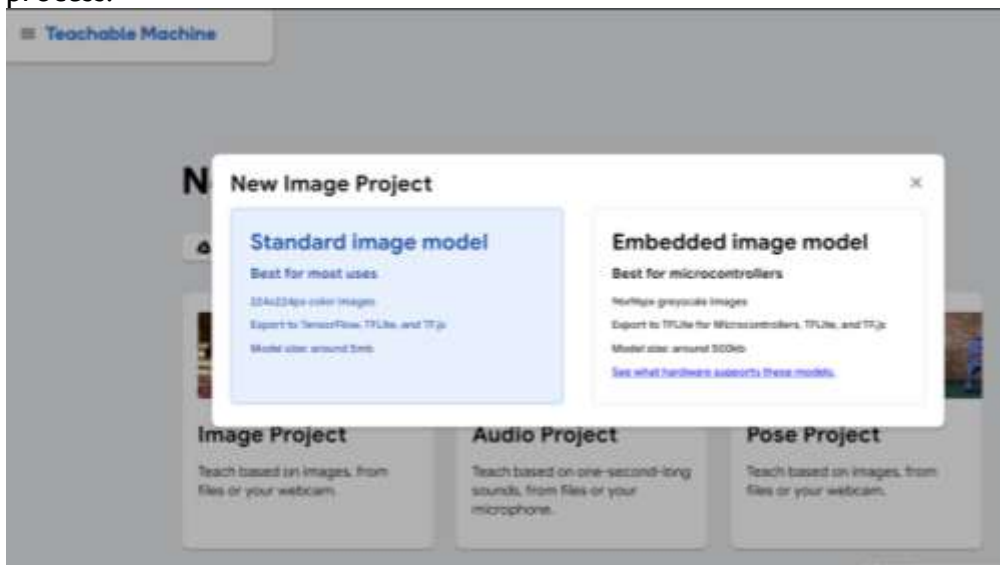 Teachable Machine
N
New Image Project
Standard image model
Best for most uses
224x224px color images
Export to TensorFlow, TFLite, and TF.js
Model size: around 5mb
Embedded image model
Best for microcontrollers
96x96px greyscale images
Export to TFLite for Microcontrollers, TFLite, and TF.js
Model size: around 500kb
See what hardware supports these models.
Image Project
Teach based on images, from
files or your webcam.
Audio Project
Teach based on one-second-long
sounds, from files or your
microphone.
Pose Project
Teach based on images, from
files or your webcam.